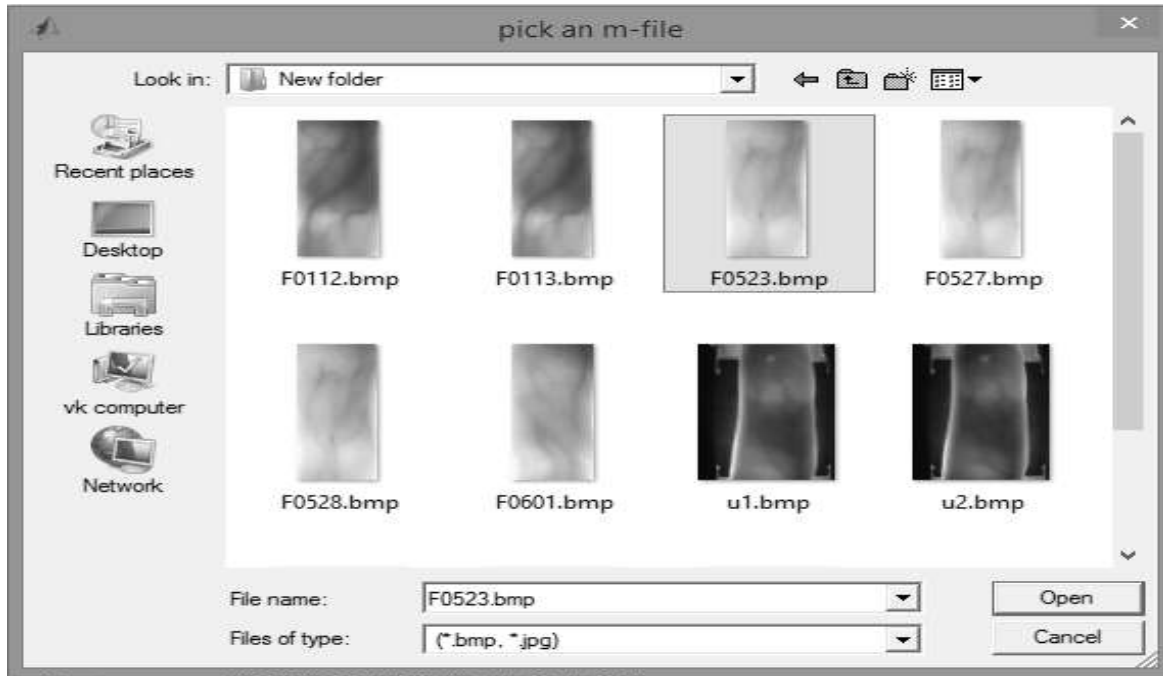 pick an m-file
Look in: New folder
Recent places
Desktop
Libraries
vk computer
Network
F0112.bmp F0113.bmp F0523.bmp F0527.bmp
F0528.bmp F0601.bmp u1.bmp u2.bmp
File name: F0523.bmp Open
Files of type: (*.bmp, *.jpg) Cancel